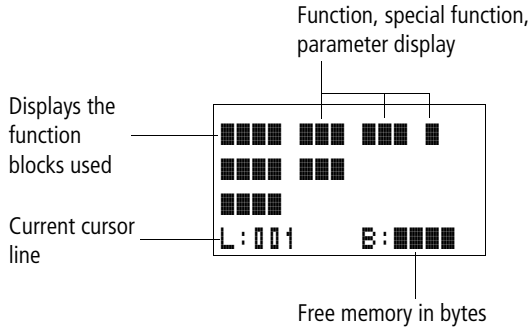 Function, special function,
parameter display
Displays the
function
blocks used
Current cursor
line
L:001 B:
Free memory in bytes